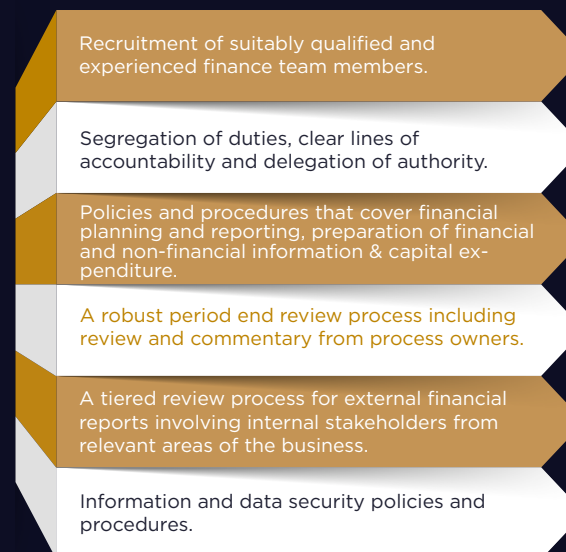 Recruitment of suitably qualified and
experienced finance team members.
Segregation of duties, clear lines of
accountability and delegation of authority.
Policies and procedures that cover financial
planning and reporting, preparation of financial
and non-financial information & capital ex-
penditure.
A robust period end review process including
review and commentary from process owners.
A tiered review process for external financial
reports involving internal stakeholders from
relevant areas of the business.
Information and data security policies and
procedures.